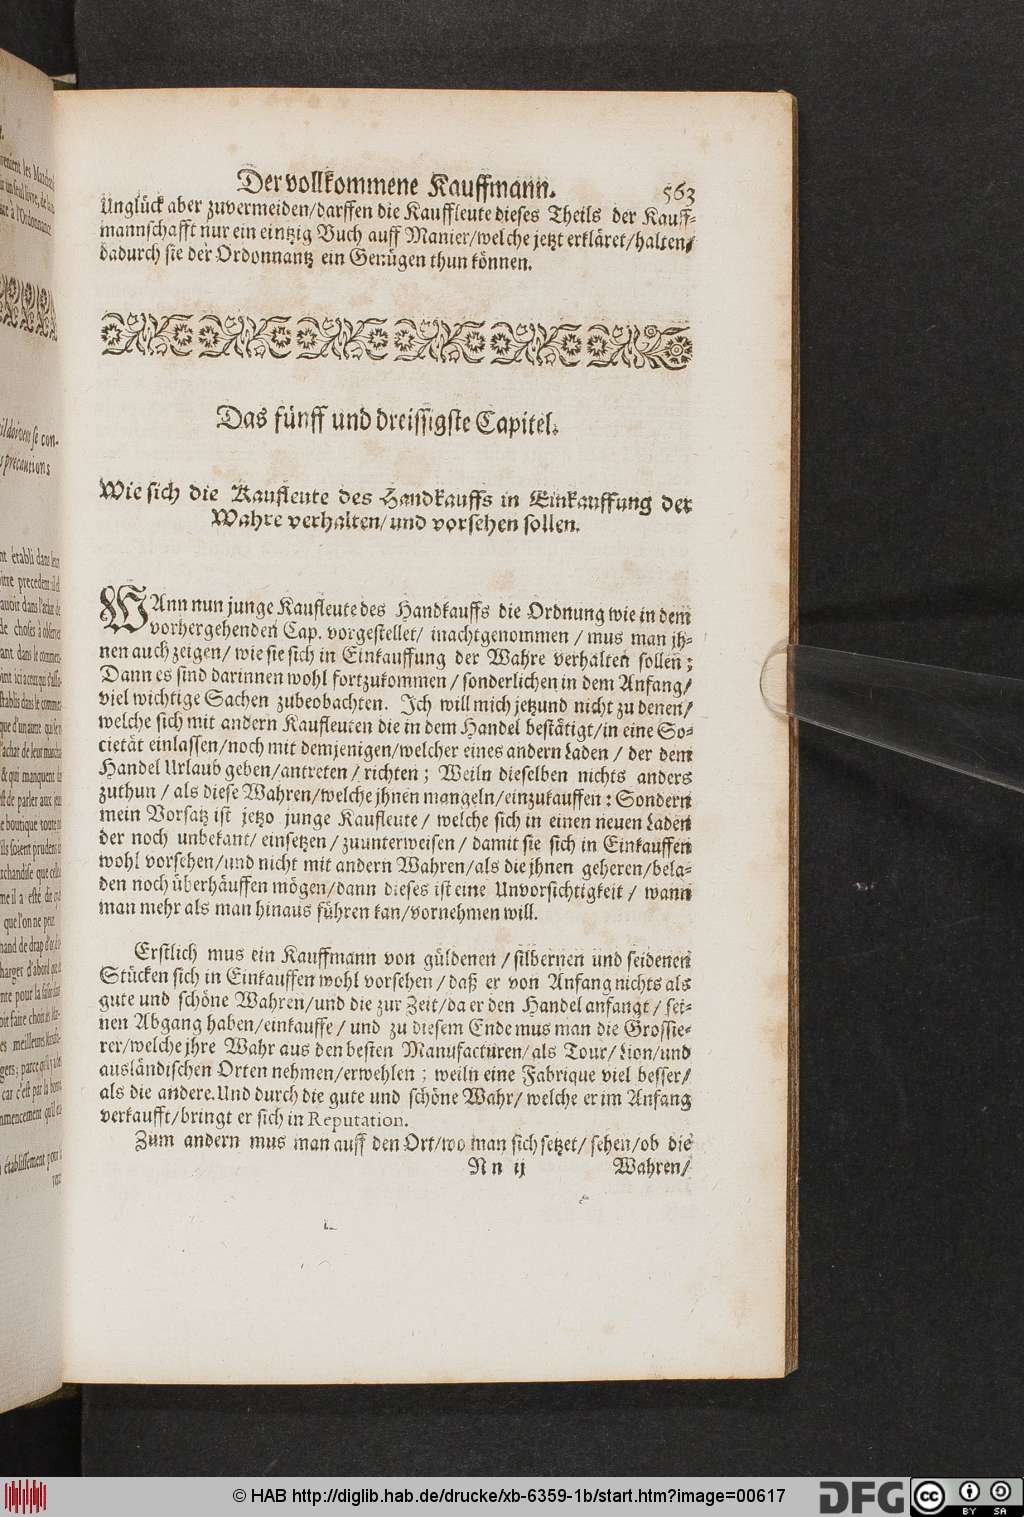 Der vollkommene Kauffmann. 563
Unglück aber zuvermeiden/darffen die Kauffleute dieses Theils der Kauff-
mannschafft nur ein eintzig Buch auff Manier/welche jetzt erkläret/halten/
dadurch sie der Ordonnantz ein Genügen thun können.
Das fünff und dreissigste Capitel.
Wie sich die Kaufleute des Handkauffs in Einkauffung der
Wahre verhalten/und vorsehen sollen.
WAnn nun junge Kaufleute des Handkauffs die Ordnung wie in dem
vorhergehenden Cap. vorgestellet/ inachtgenommen / mus man jh-
nen auch zeigen/ wie sie sich in Einkauffung der Wahre verhalten sollen;
Dann es sind darinnen wohl fortzukommen / sonderlichen in dem Anfang/
viel wichtige Sachen zubeobachten. Ich will mich jetzund nicht zu denen/
welche sich mit andern Kaufleuten die in dem Handel bestätigt/in eine So-
cietät einlassen/noch mit demjenigen/welcher eines andern Laden / der dem
Handel Urlaub geben/antreten / richten; Weiln dieselben nichts anders
zuthun / als diese Wahren/welche jhnen mangeln/einzukauffen: Sondern
mein Vorsatz ist jetzo junge Kaufleute / welche sich in einen neuen Laden
der noch unbekant/ einsetzen / zuunterweisen / damit sie sich in Einkauffen
wohl vorsehen/und nicht mit andern Wahren/als die jhnen geheren/bela-
den noch überhäuffen mögen/dann dieses ist eine Unvorsichtigkeit / wann
man mehr als man hinaus führen kan/vornehmen will.
Erstlich mus ein Kauffmann von güldenen / silbernen und seidenen
Stücken sich in Einkauffen wohl vorsehen / daß er von Anfang nichts als
gute und schöne Wahren/und die zur Zeit/da er den Handel anfangt / sei-
nen Abgang haben/einkauffe / und zu diesem Ende mus man die Grossie-
rer/welche jhre Wahr aus den besten Manufacturen/als Tour/Lion/und
ausländischen Orten nehmen/erwehlen ; weiln eine Fabrique viel besser/
als die andere. Und durch die gute und schöne Wahr/ welche er im Anfang
verkaufft/bringt er sich in Reputation.
Zum andern mus man auff den Ort/wo man sich setzet/ sehen/ob die
Nn ij Wahren/
© HAB http://diglib.hab.de/drucke/xb-6359-1b/start.htm?image=00617
DFG
cc
BY SA